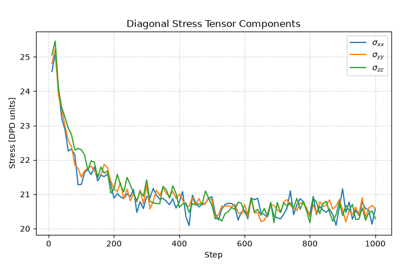 Diagonal Stress Tensor Components
σxx
σyy
σzz
25
24
23
22
21
20
Stress [DPD units]
0 200 400 600 800 1000
Step